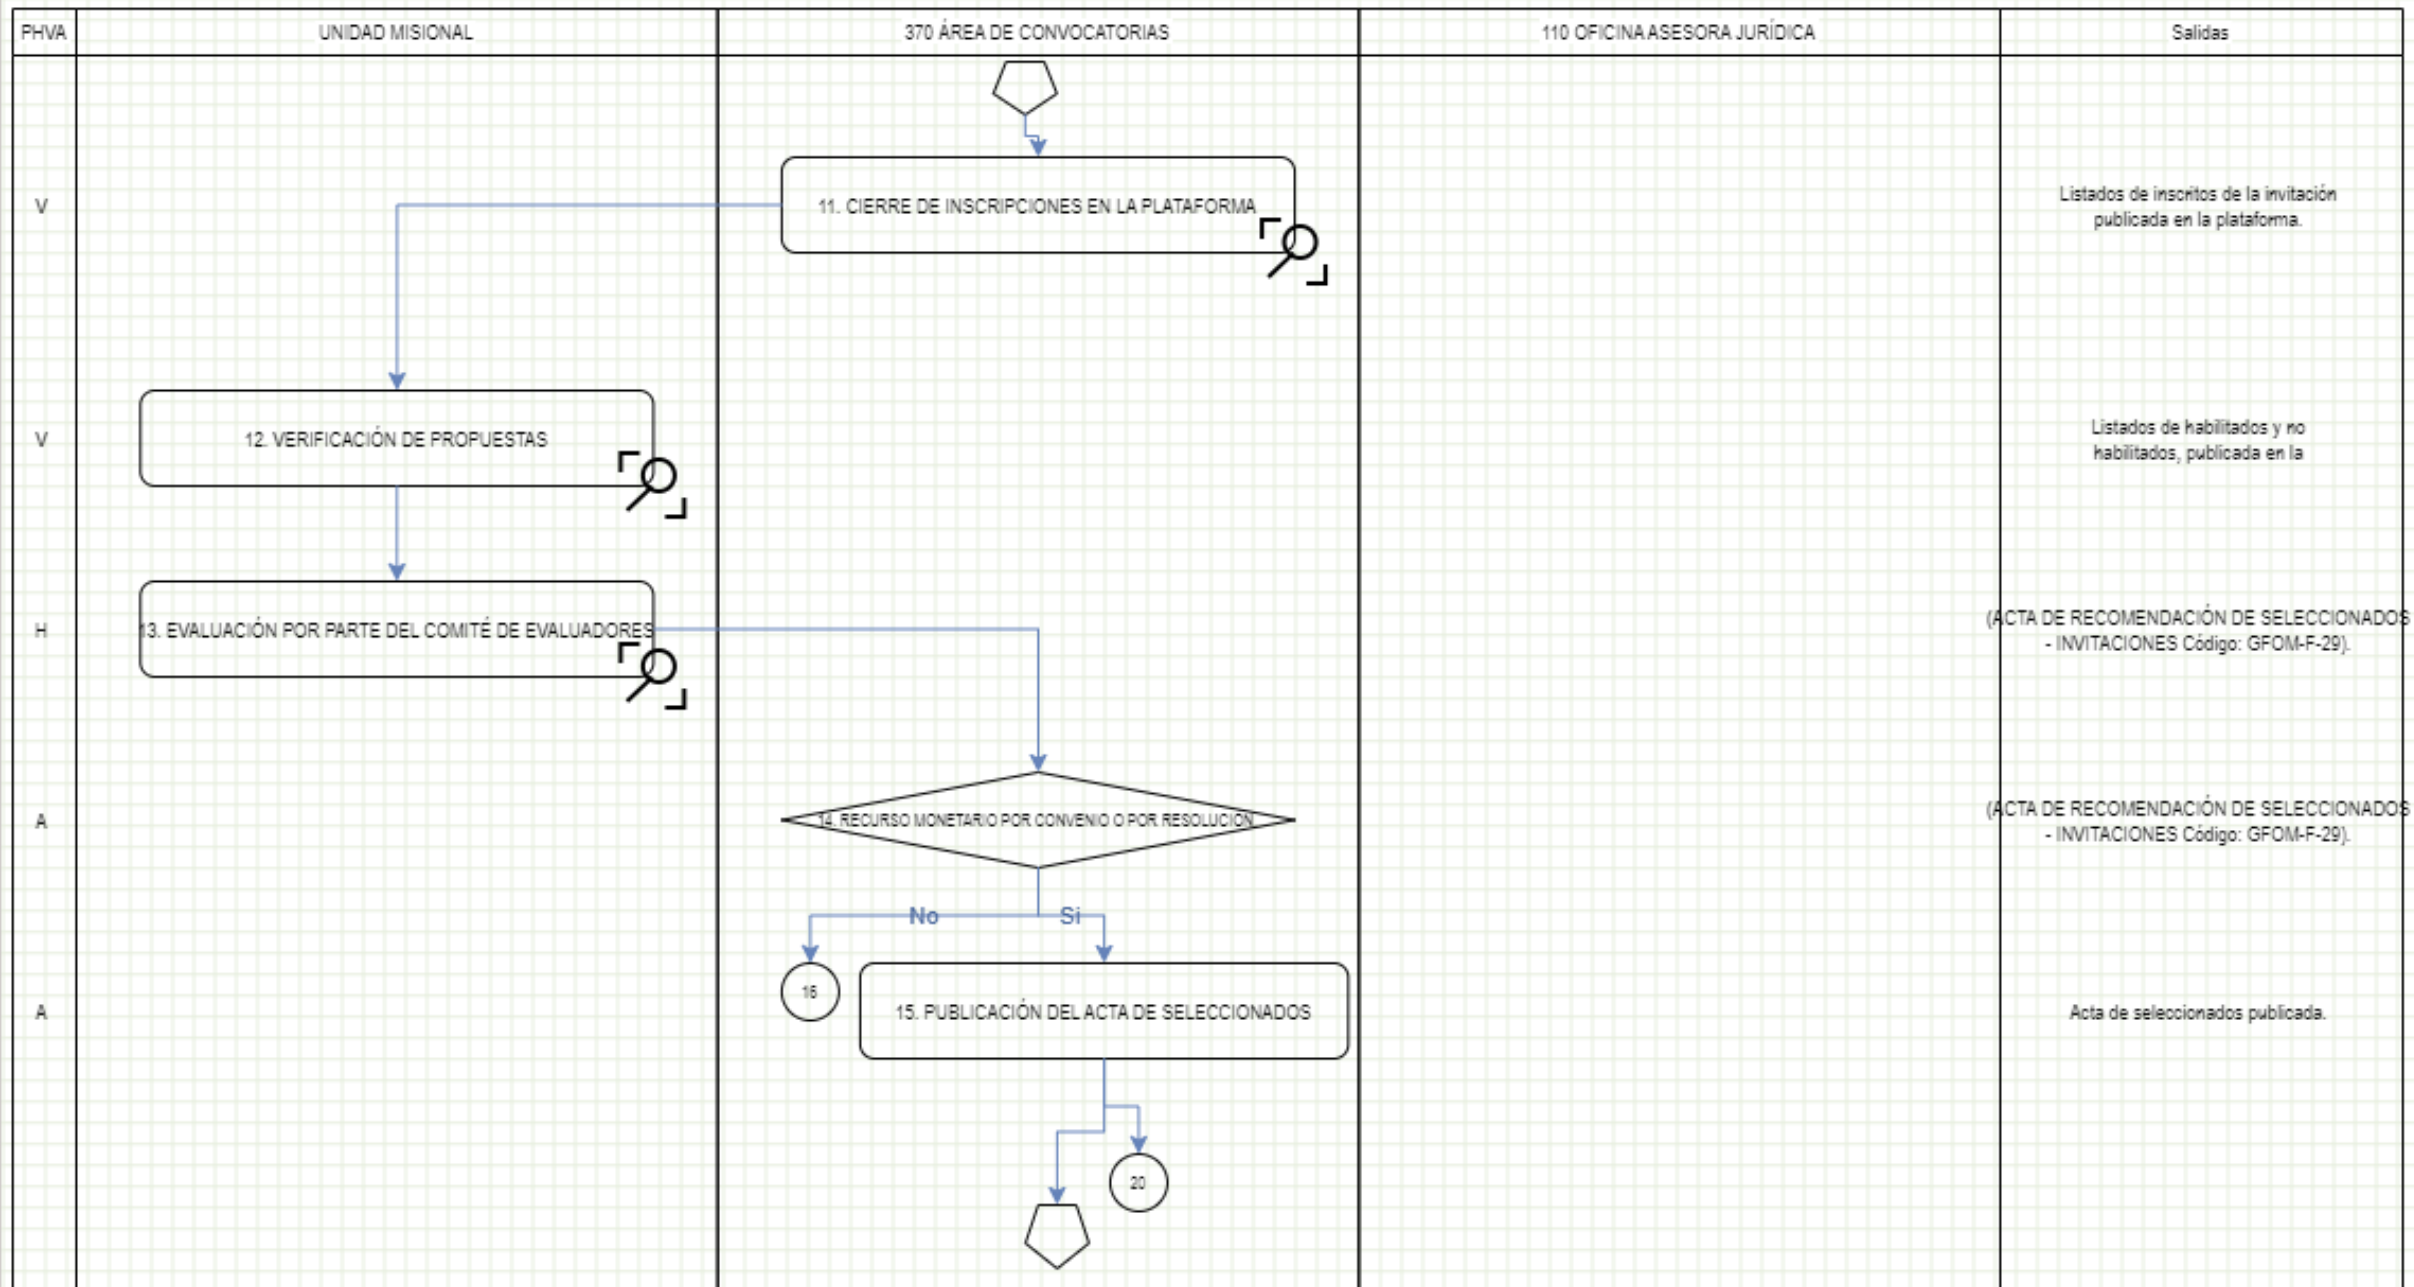 PHVA
UNIDAD MISIONAL
370 ÁREA DE CONVOCATORIAS
110 OFICINA ASESORA JURÍDICA
Salidas
V
11. CIERRE DE INSCRIPCIONES EN LA PLATAFORMA
Listados de inscritos de la invitación
publicada en la plataforma.
V
12. VERIFICACIÓN DE PROPUESTAS
Listados de habilitados y no
habilitados, publicada en la
H
13. EVALUACIÓN POR PARTE DEL COMITÉ DE EVALUADORES
(ACTA DE RECOMENDACIÓN DE SELECCIONADOS
- INVITACIONES Código: GFOM-F-29).
A
14. RECURSO MONETARIO POR CONVENIO O POR RESOLUCIÓN
(ACTA DE RECOMENDACIÓN DE SELECCIONADOS
- INVITACIONES Código: GFOM-F-29).
No
Si
A
16
15. PUBLICACIÓN DEL ACTA DE SELECCIONADOS
Acta de seleccionados publicada.
20